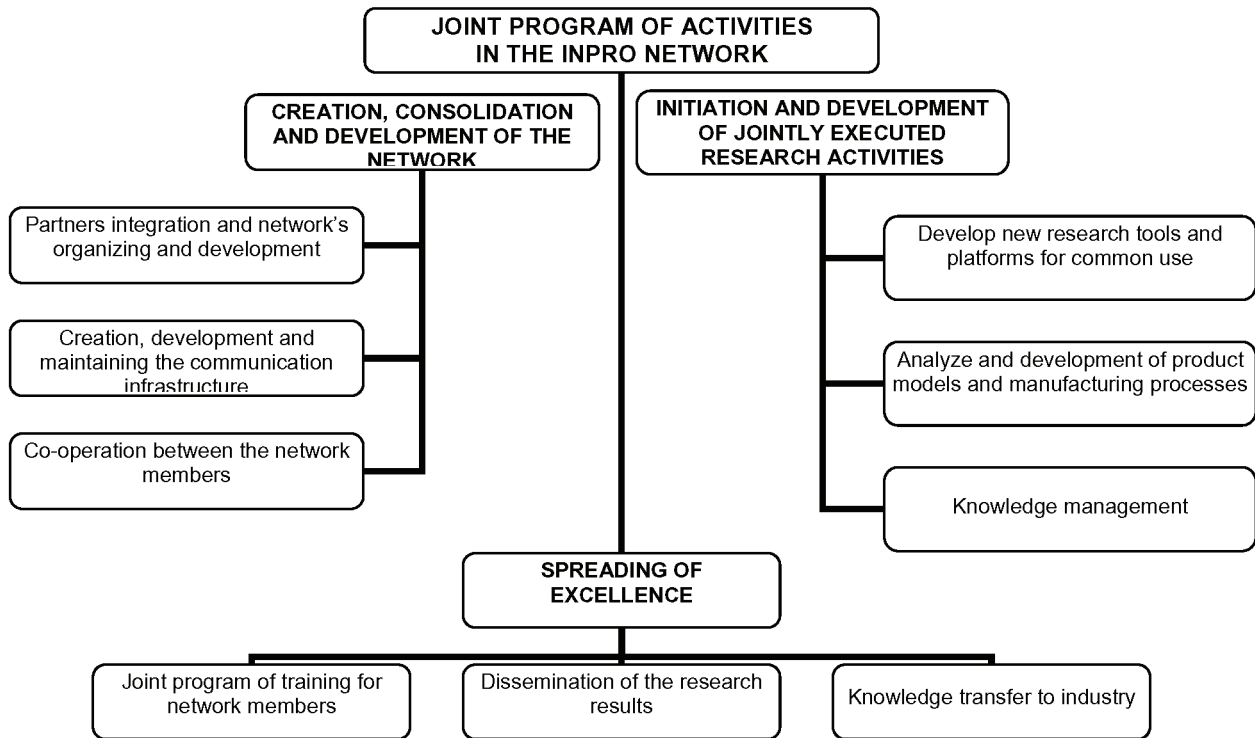 JOINT PROGRAM OF ACTIVITIES
IN THE INPRO NETWORK
CREATION, CONSOLIDATION
AND DEVELOPMENT OF THE
NETWORK
INITIATION AND DEVELOPMENT
OF JOINTLY EXECUTED
RESEARCH ACTIVITIES
Partners integration and network's
organizing and development
Creation, development and
maintaining the communication
infrastructure
Co-operation between the network
members
Develop new research tools and
platforms for common use
Analyze and development of product
models and manufacturing processes
Knowledge management
SPREADING OF
EXCELLENCE
Joint program of training for
network members
Dissemination of the research
results
Knowledge transfer to industry